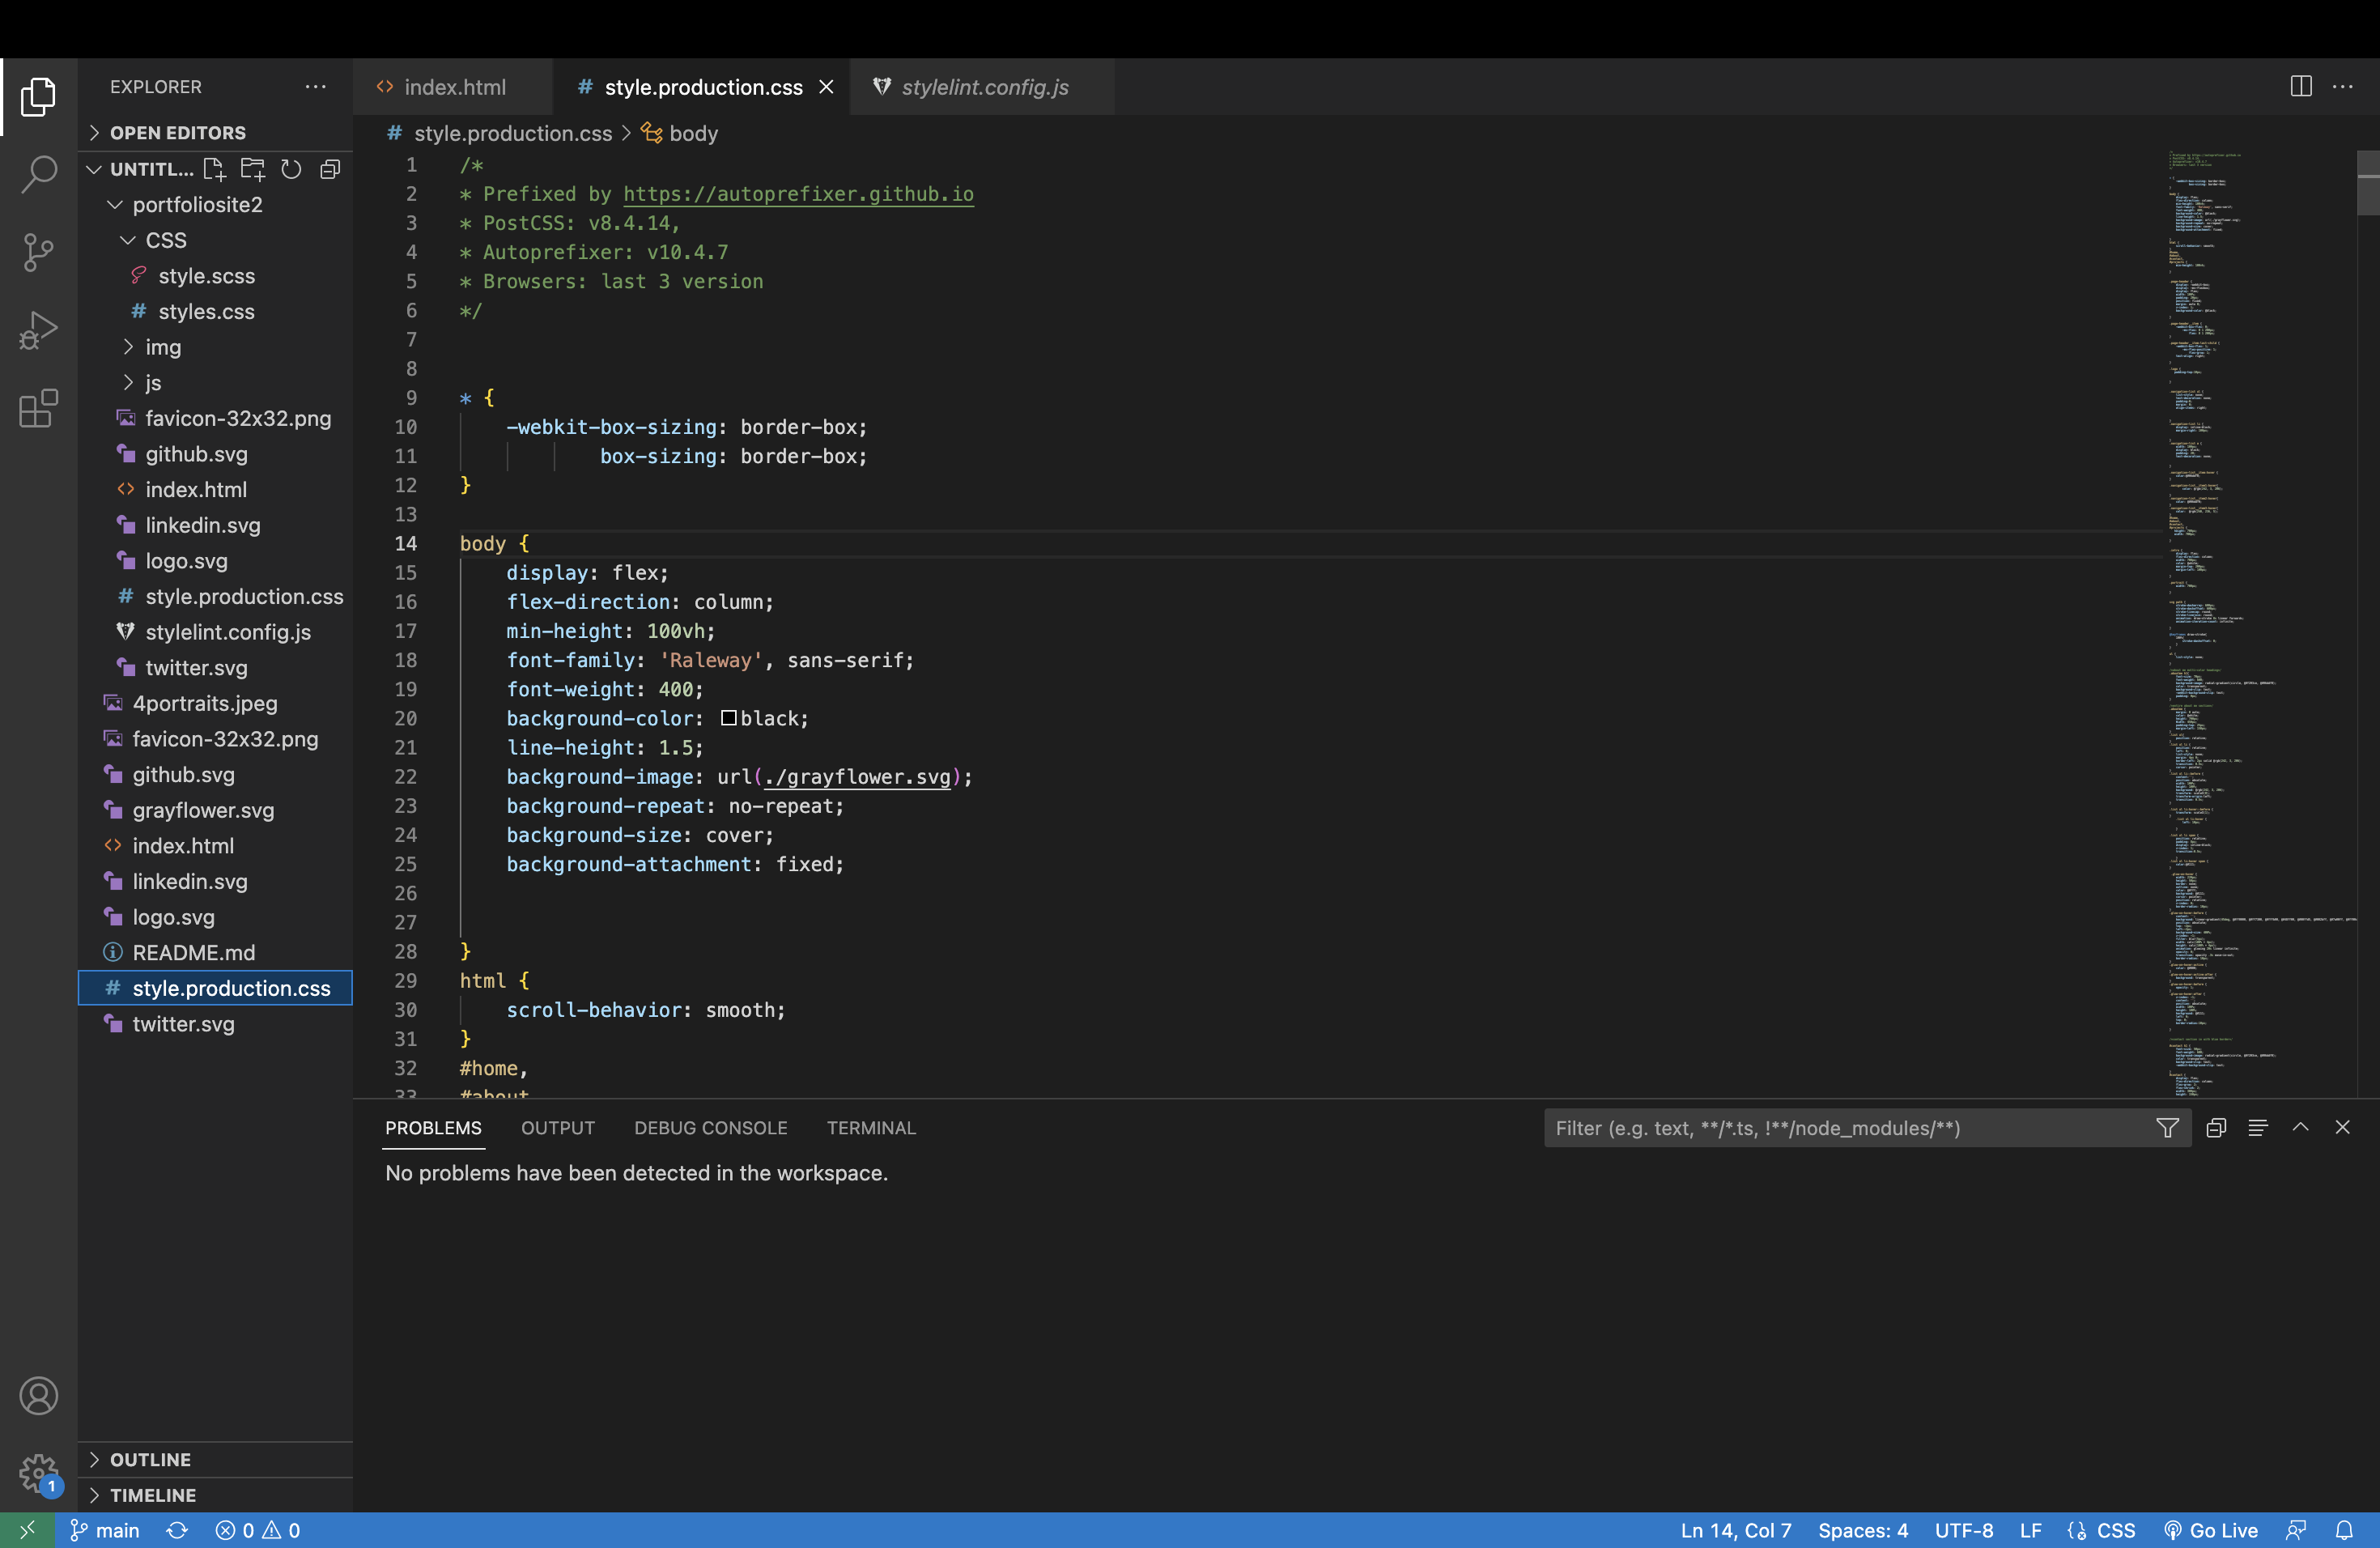 EXPLORER
OPEN EDITORS
UNTITL...
portfoliosite2
CSS
style.scss
styles.css
img
js
favicon-32x32.png
github.svg
index.html
linkedin.svg
logo.svg
style.production.css
stylelint.config.js
twitter.svg
4portraits.jpeg
favicon-32x32.png
github.svg
grayflower.svg
index.html
linkedin.svg
logo.svg
README.md
style.production.css
twitter.svg
OUTLINE
TIMELINE
index.html
# style.production.css
stylelint.config.js
# style.production.css > body
1 /*
2 * Prefixed by https://autoprefixer.github.io
3 * PostCSS: v8.4.14,
4 * Autoprefixer: v10.4.7
5 * Browsers: last 3 version
6 */
7
8
9 * {
10 -webkit-box-sizing: border-box;
11 box-sizing: border-box;
12 }
13
14 body {
15 display: flex;
16 flex-direction: column;
17 min-height: 100vh;
18 font-family: 'Raleway', sans-serif;
19 font-weight: 400;
20 background-color: black;
21 line-height: 1.5;
22 background-image: url(./grayflower.svg);
23 background-repeat: no-repeat;
24 background-size: cover;
25 background-attachment: fixed;
26
27
28 }
29 html {
30 scroll-behavior: smooth;
31 }
32 #home,
33 #about
PROBLEMS OUTPUT DEBUG CONSOLE TERMINAL
Filter (e.g. text, **/*.ts, !**/node_modules/**)
No problems have been detected in the workspace.
1
main 0 0
Ln 14, Col 7 Spaces: 4 UTF-8 LF CSS Go Live